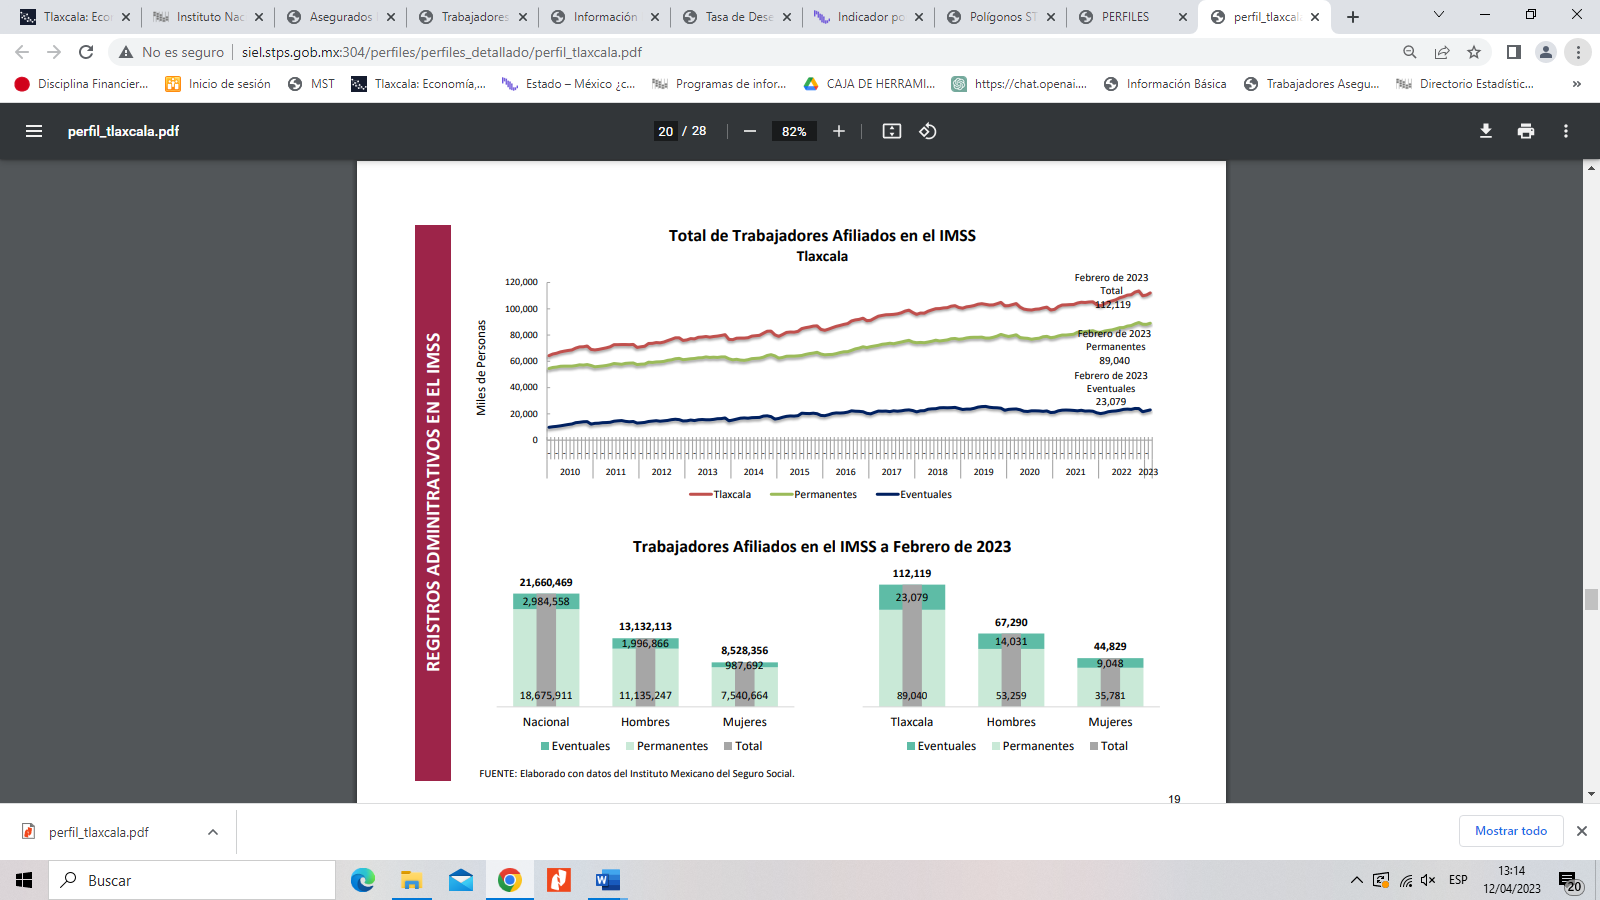 Tlaxcala: Eco
Instituto Nac
Asegurados
Trabajadores
Información
Tasa de Dese
Indicador po
Polígonos ST
PERFILES
perfil_tlaxcala
No es seguro
siel.stps.gob.mx:304/perfiles/perfiles_detallado/perfil_tlaxcala.pdf
Disciplina Financier...
Inicio de sesión
MST
Tlaxcala: Economía,...
Estado – México ¿c...
Programas de infor...
CAJA DE HERRAMI...
https://chat.openai....
Información Básica
Trabajadores Asegu...
Directorio Estadístic...
perfil_tlaxcala.pdf
20 / 28
82%
REGISTROS ADMINITRATIVOS EN EL IMSS
Total de Trabajadores Afiliados en el IMSS
Tlaxcala
Miles de Personas
120,000
100,000
80,000
60,000
40,000
20,000
0
Febrero de 2023
Total
112,119
Febrero de 2023
Permanentes
89,040
Febrero de 2023
Eventuales
23,079
2010 2011 2012 2013 2014 2015 2016 2017 2018 2019 2020 2021 2022 2023
Tlaxcala Permanentes Eventuales
Trabajadores Afiliados en el IMSS a Febrero de 2023
21,660,469
2,984,558
18,675,911
Nacional
13,132,113
1,996,866
11,135,247
Hombres
8,528,356
987,692
7,540,664
Mujeres
Eventuales Permanentes Total
112,119
23,079
89,040
Tlaxcala
67,290
14,031
53,259
Hombres
44,829
9,048
35,781
Mujeres
Eventuales Permanentes Total
FUENTE: Elaborado con datos del Instituto Mexicano del Seguro Social.
19
perfil_tlaxcala.pdf
Mostrar todo
Buscar
ESP
13:14
12/04/2023
20